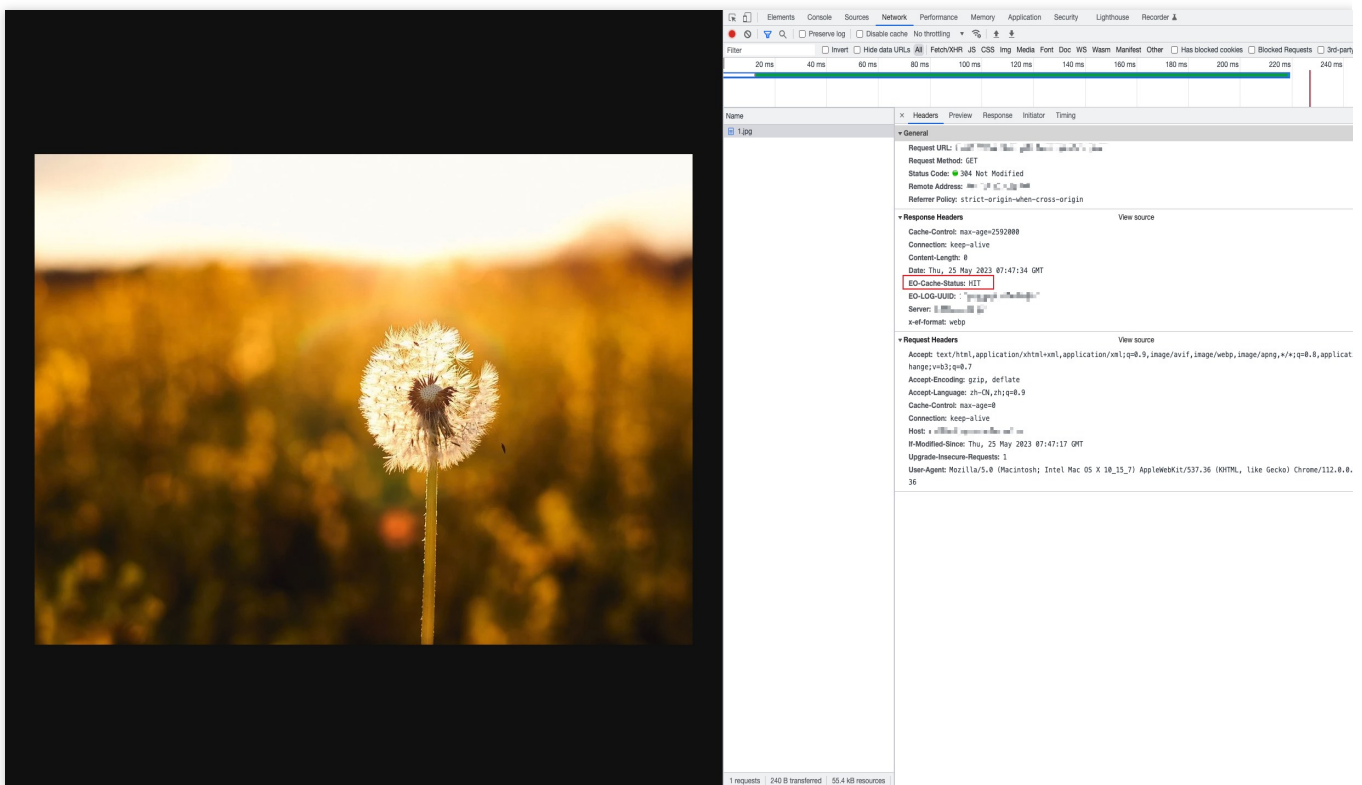 Elements Console Sources Network Performance Memory Application Security Lighthouse Recorder
Preserve log Disable cache No throttling
Filter Invert Hide data URLs All Fetch/XHR JS CSS Img Media Font Doc WS Wasm Manifest Other Has blocked cookies Blocked Requests 3rd-party
20 ms 40 ms 60 ms 80 ms 100 ms 120 ms 140 ms 160 ms 180 ms 200 ms 220 ms 240 ms
Name
1.jpg
× Headers Preview Response Initiator Timing
General
Request URL:
Request Method: GET
Status Code: 304 Not Modified
Remote Address:
Referrer Policy: strict-origin-when-cross-origin
Response Headers View source
Cache-Control: max-age=2592000
Connection: keep-alive
Content-Length: 0
Date: Thu, 25 May 2023 07:47:34 GMT
EO-Cache-Status: HIT
EO-LOG-UUID:
Server:
x-ef-format: webp
Request Headers View source
Accept: text/html,application/xhtml+xml,application/xml;q=0.9,image/avif,image/webp,image/apng,*/*;q=0.8,applicat
hange;v=b3;q=0.7
Accept-Encoding: gzip, deflate
Accept-Language: zh-CN,zh;q=0.9
Cache-Control: max-age=0
Connection: keep-alive
Host:
If-Modified-Since: Thu, 25 May 2023 07:47:17 GMT
Upgrade-Insecure-Requests: 1
User-Agent: Mozilla/5.0 (Macintosh; Intel Mac OS X 10_15_7) AppleWebKit/537.36 (KHTML, like Gecko) Chrome/112.0.0.
36
1 requests 240 B transferred 55.4 kB resources